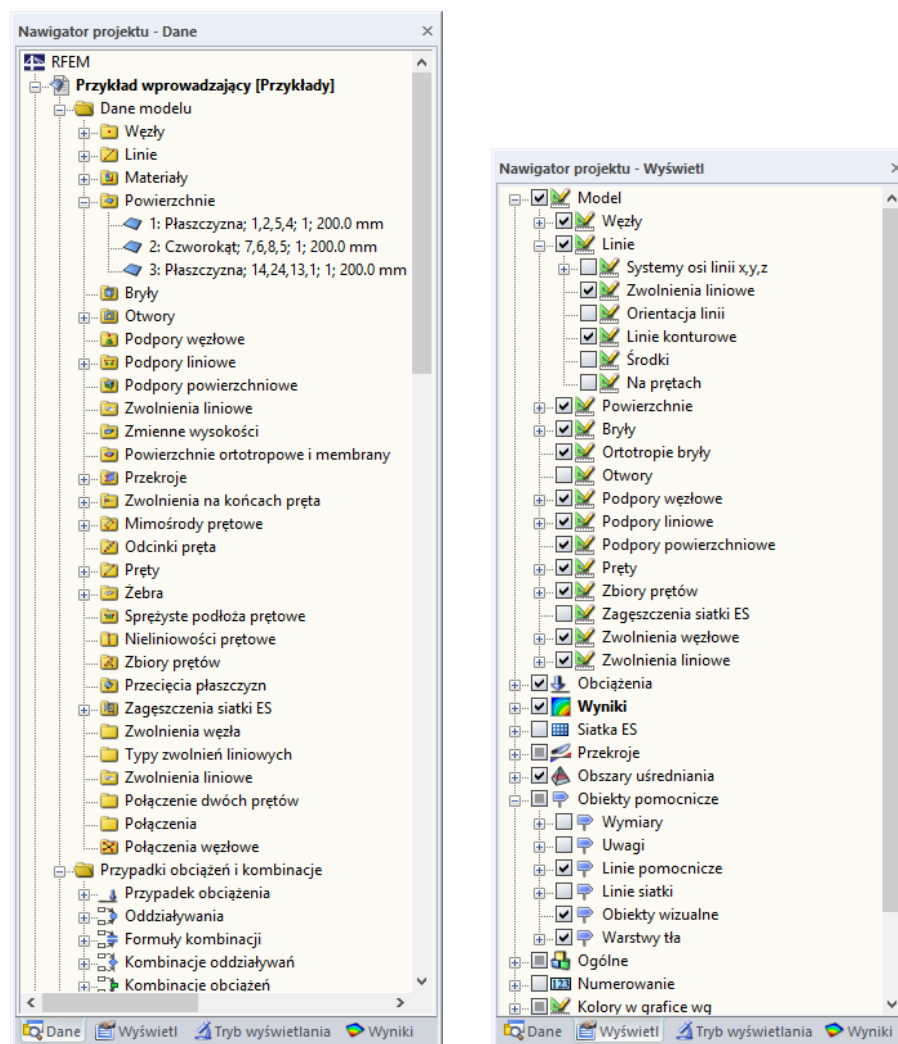 Nawigator projektu - Dane
RFEM
Przykład wprowadzający [Przykłady]
Dane modelu
Węzły
Linie
Materiały
Powierzchnie
1: Płaszczyzna; 1,2,5,4; 1; 200.0 mm
2: Czworokąt; 7,6,8,5; 1; 200.0 mm
3: Płaszczyzna; 14,24,13,1; 1; 200.0 mm
Bryły
Otwory
Podpory węzłowe
Podpory liniowe
Podpory powierzchniowe
Zwolnienia liniowe
Zmienne wysokości
Powierzchnie ortotropowe i membrany
Przekroje
Zwolnienia na końcach pręta
Mimośrody prętowe
Odcinki pręta
Pręty
Żebra
Sprężyste podłoża prętowe
Nieliniowości prętowe
Zbiory prętów
Przecięcia płaszczyzn
Zagęszczenia siatki ES
Zwolnienia węzła
Typy zwolnień liniowych
Zwolnienia liniowe
Połączenie dwóch prętów
Połączenia
Połączenia węzłowe
Przypadki obciążeń i kombinacje
Przypadek obciążenia
Oddziaływania
Formuły kombinacji
Kombinacje oddziaływań
Kombinacje obciążeń
Dane Wyświetl Tryb wyświetlania Wyniki
Nawigator projektu - Wyświetl
Model
Węzły
Linie
Systemy osi linii x,y,z
Zwolnienia liniowe
Orientacja linii
Linie konturowe
Środki
Na prętach
Powierzchnie
Bryły
Ortotropie bryły
Otwory
Podpory węzłowe
Podpory liniowe
Podpory powierzchniowe
Pręty
Zbiory prętów
Zagęszczenia siatki ES
Zwolnienia węzłowe
Zwolnienia liniowe
Obciążenia
Wyniki
Siatka ES
Przekroje
Obszary uśredniania
Obiekty pomocnicze
Wymiary
Uwagi
Linie pomocnicze
Linie siatki
Obiekty wizualne
Warstwy tła
Ogólne
123 Numerowanie
Kolory w grafice wg
Dane Wyświetl Tryb wyświetlania Wyniki